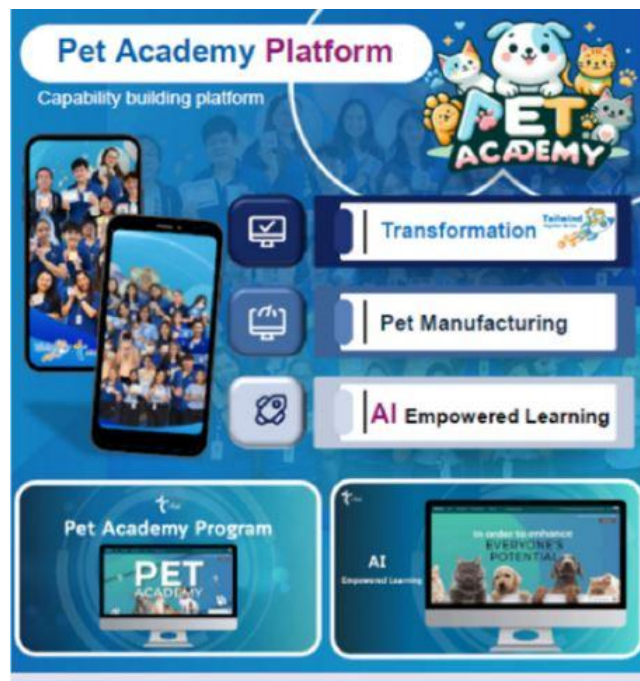 Pet Academy Platform
Capability building platform
PET
ACADEMY
Transformation
Tailwind
Pet Manufacturing
AI Empowered Learning
Pet Academy Program
PET
ACADEMY
AI
Empowered Learning
In order to enhance
EVERYONE'S
POTENTIAL